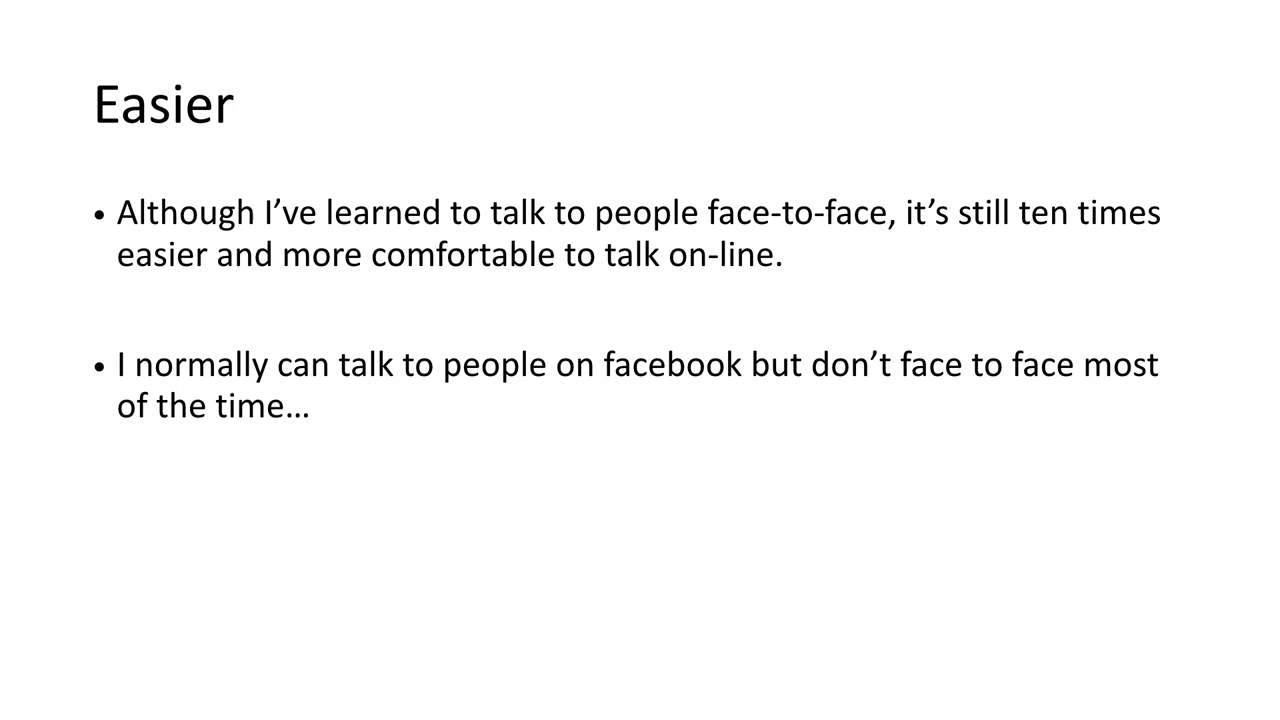 Easier
• Although I’ve learned to talk to people face-to-face, it’s still ten times
easier and more comfortable to talk on-line.
• I normally can talk to people on facebook but don’t face to face most
of the time…